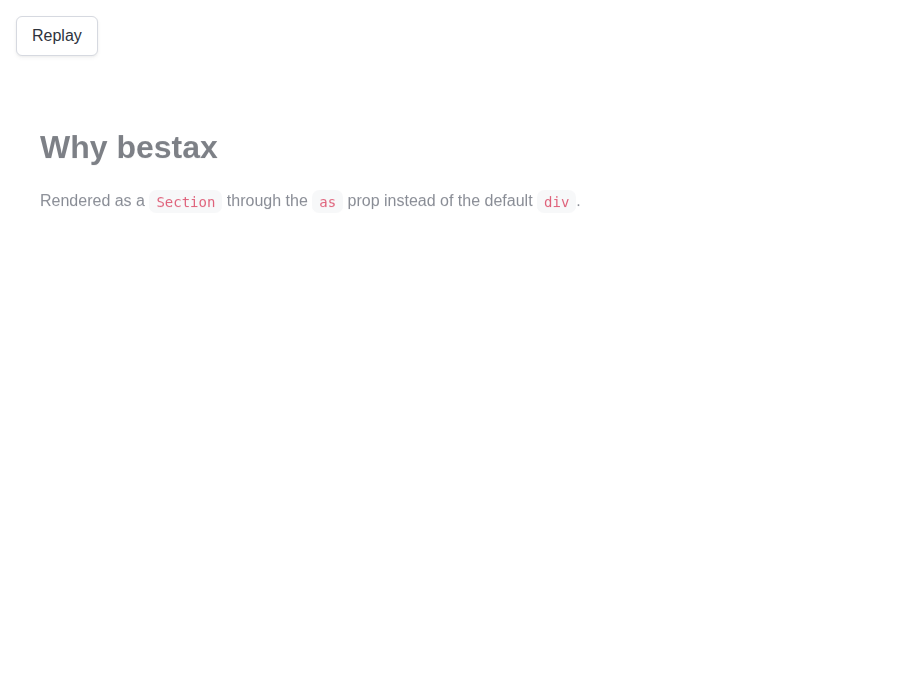 Replay
Why bestax
Rendered as a Section through the as prop instead of the default div.